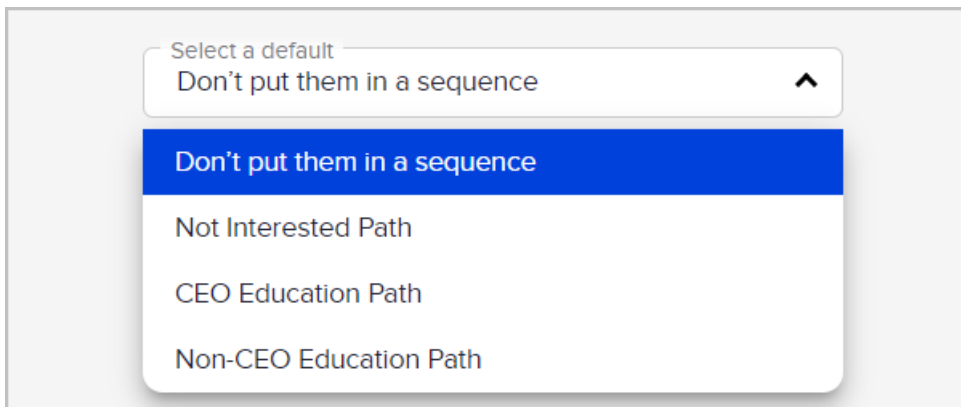 Select a default
Don’t put them in a sequence
Don’t put them in a sequence
Not Interested Path
CEO Education Path
Non-CEO Education Path